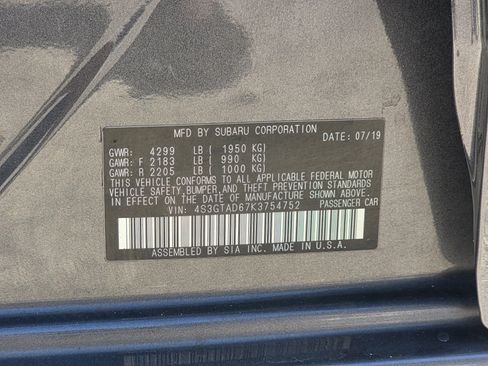 MFD BY SUBARU CORPORATION
DATE 07/19
GVWR: 4299 LB ( 1950 KG)
GAWR: F 2183 LB ( 990 KG)
GAWR: R 2205 LB ( 1000 KG)
THIS VEHICLE CONFORMS TO ALL APPLICABLE FEDERAL MOTOR
VEHICLE SAFETY, BUMPER, AND THEFT PREVENTION STANDARDS
IN EFFECT ON THE DATE OF MANUFACTURE SHOWN ABOVE.
VIN: 4S3GTAD67K3754752 PASSENGER CAR
ASSEMBLED BY SIA INC. MADE IN U.S.A.